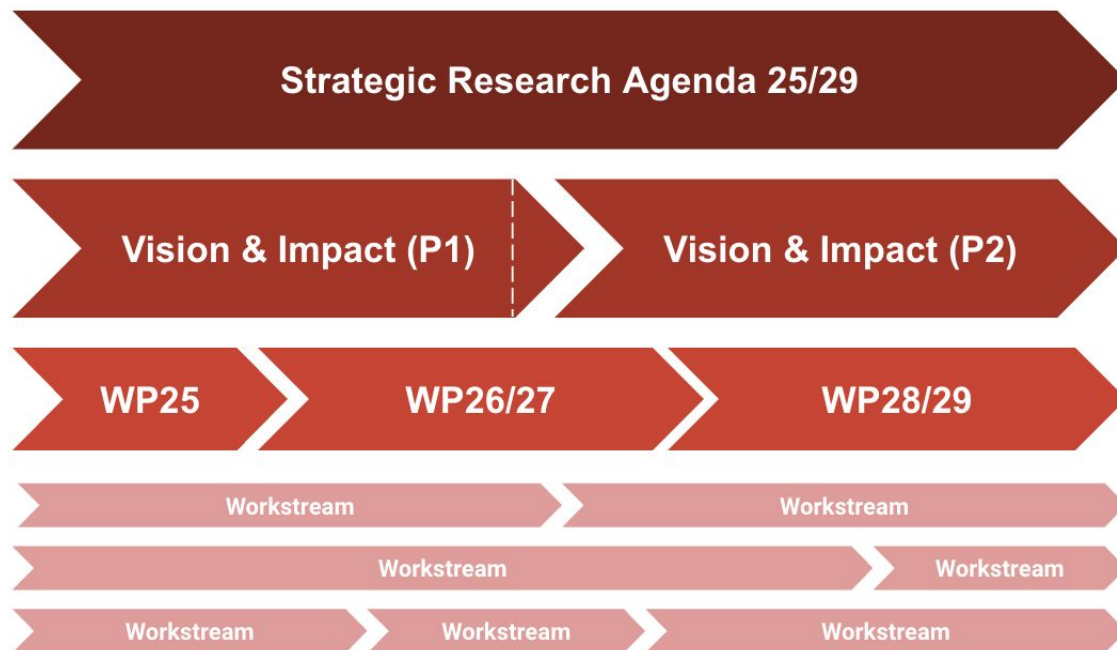 Strategic Research Agenda 25/29
Vision & Impact (P1)
Vision & Impact (P2)
WP25
WP26/27
WP28/29
Workstream
Workstream
Workstream
Workstream
Workstream
Workstream
Workstream